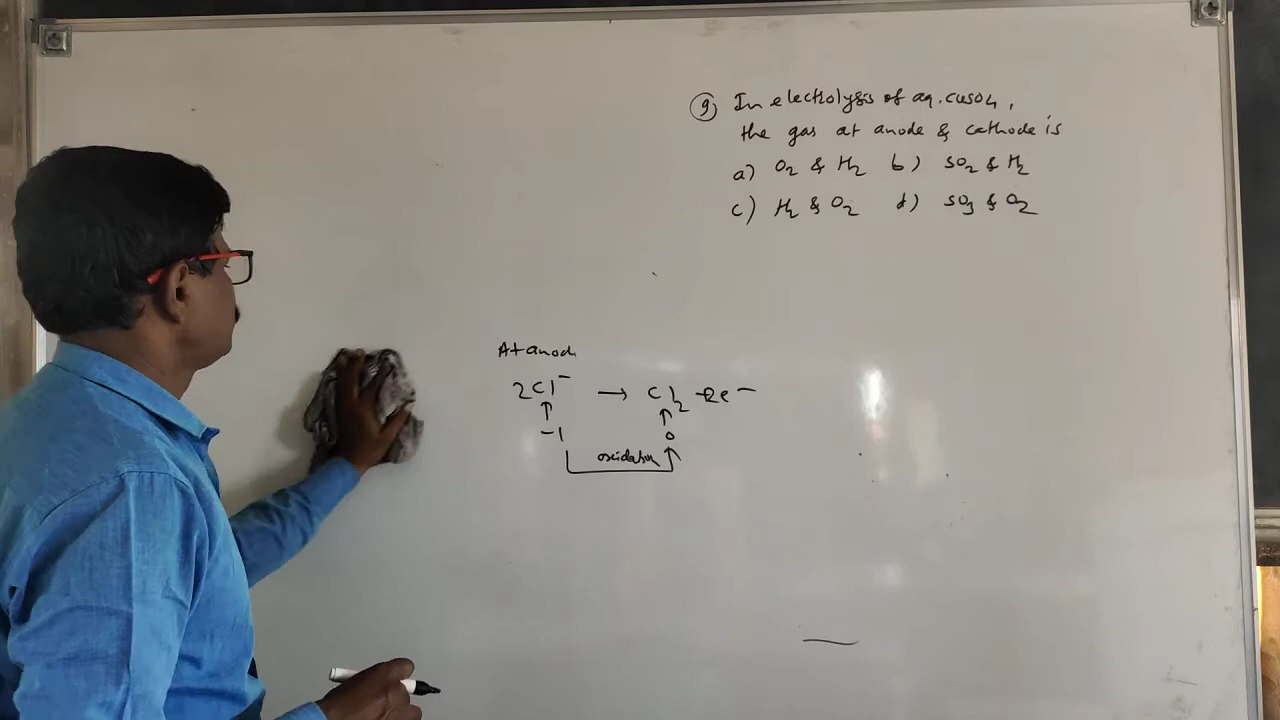 9) In electrolysis of aq. CuSO4,
the gas at anode & cathode is
a) O2 & H2 b) SO2 & H2
c) H2 & O2 d) SO3 & O2
At anod
2Cl⁻ → Cl2 +2e⁻
↑ ↑
-1 0
oxidation